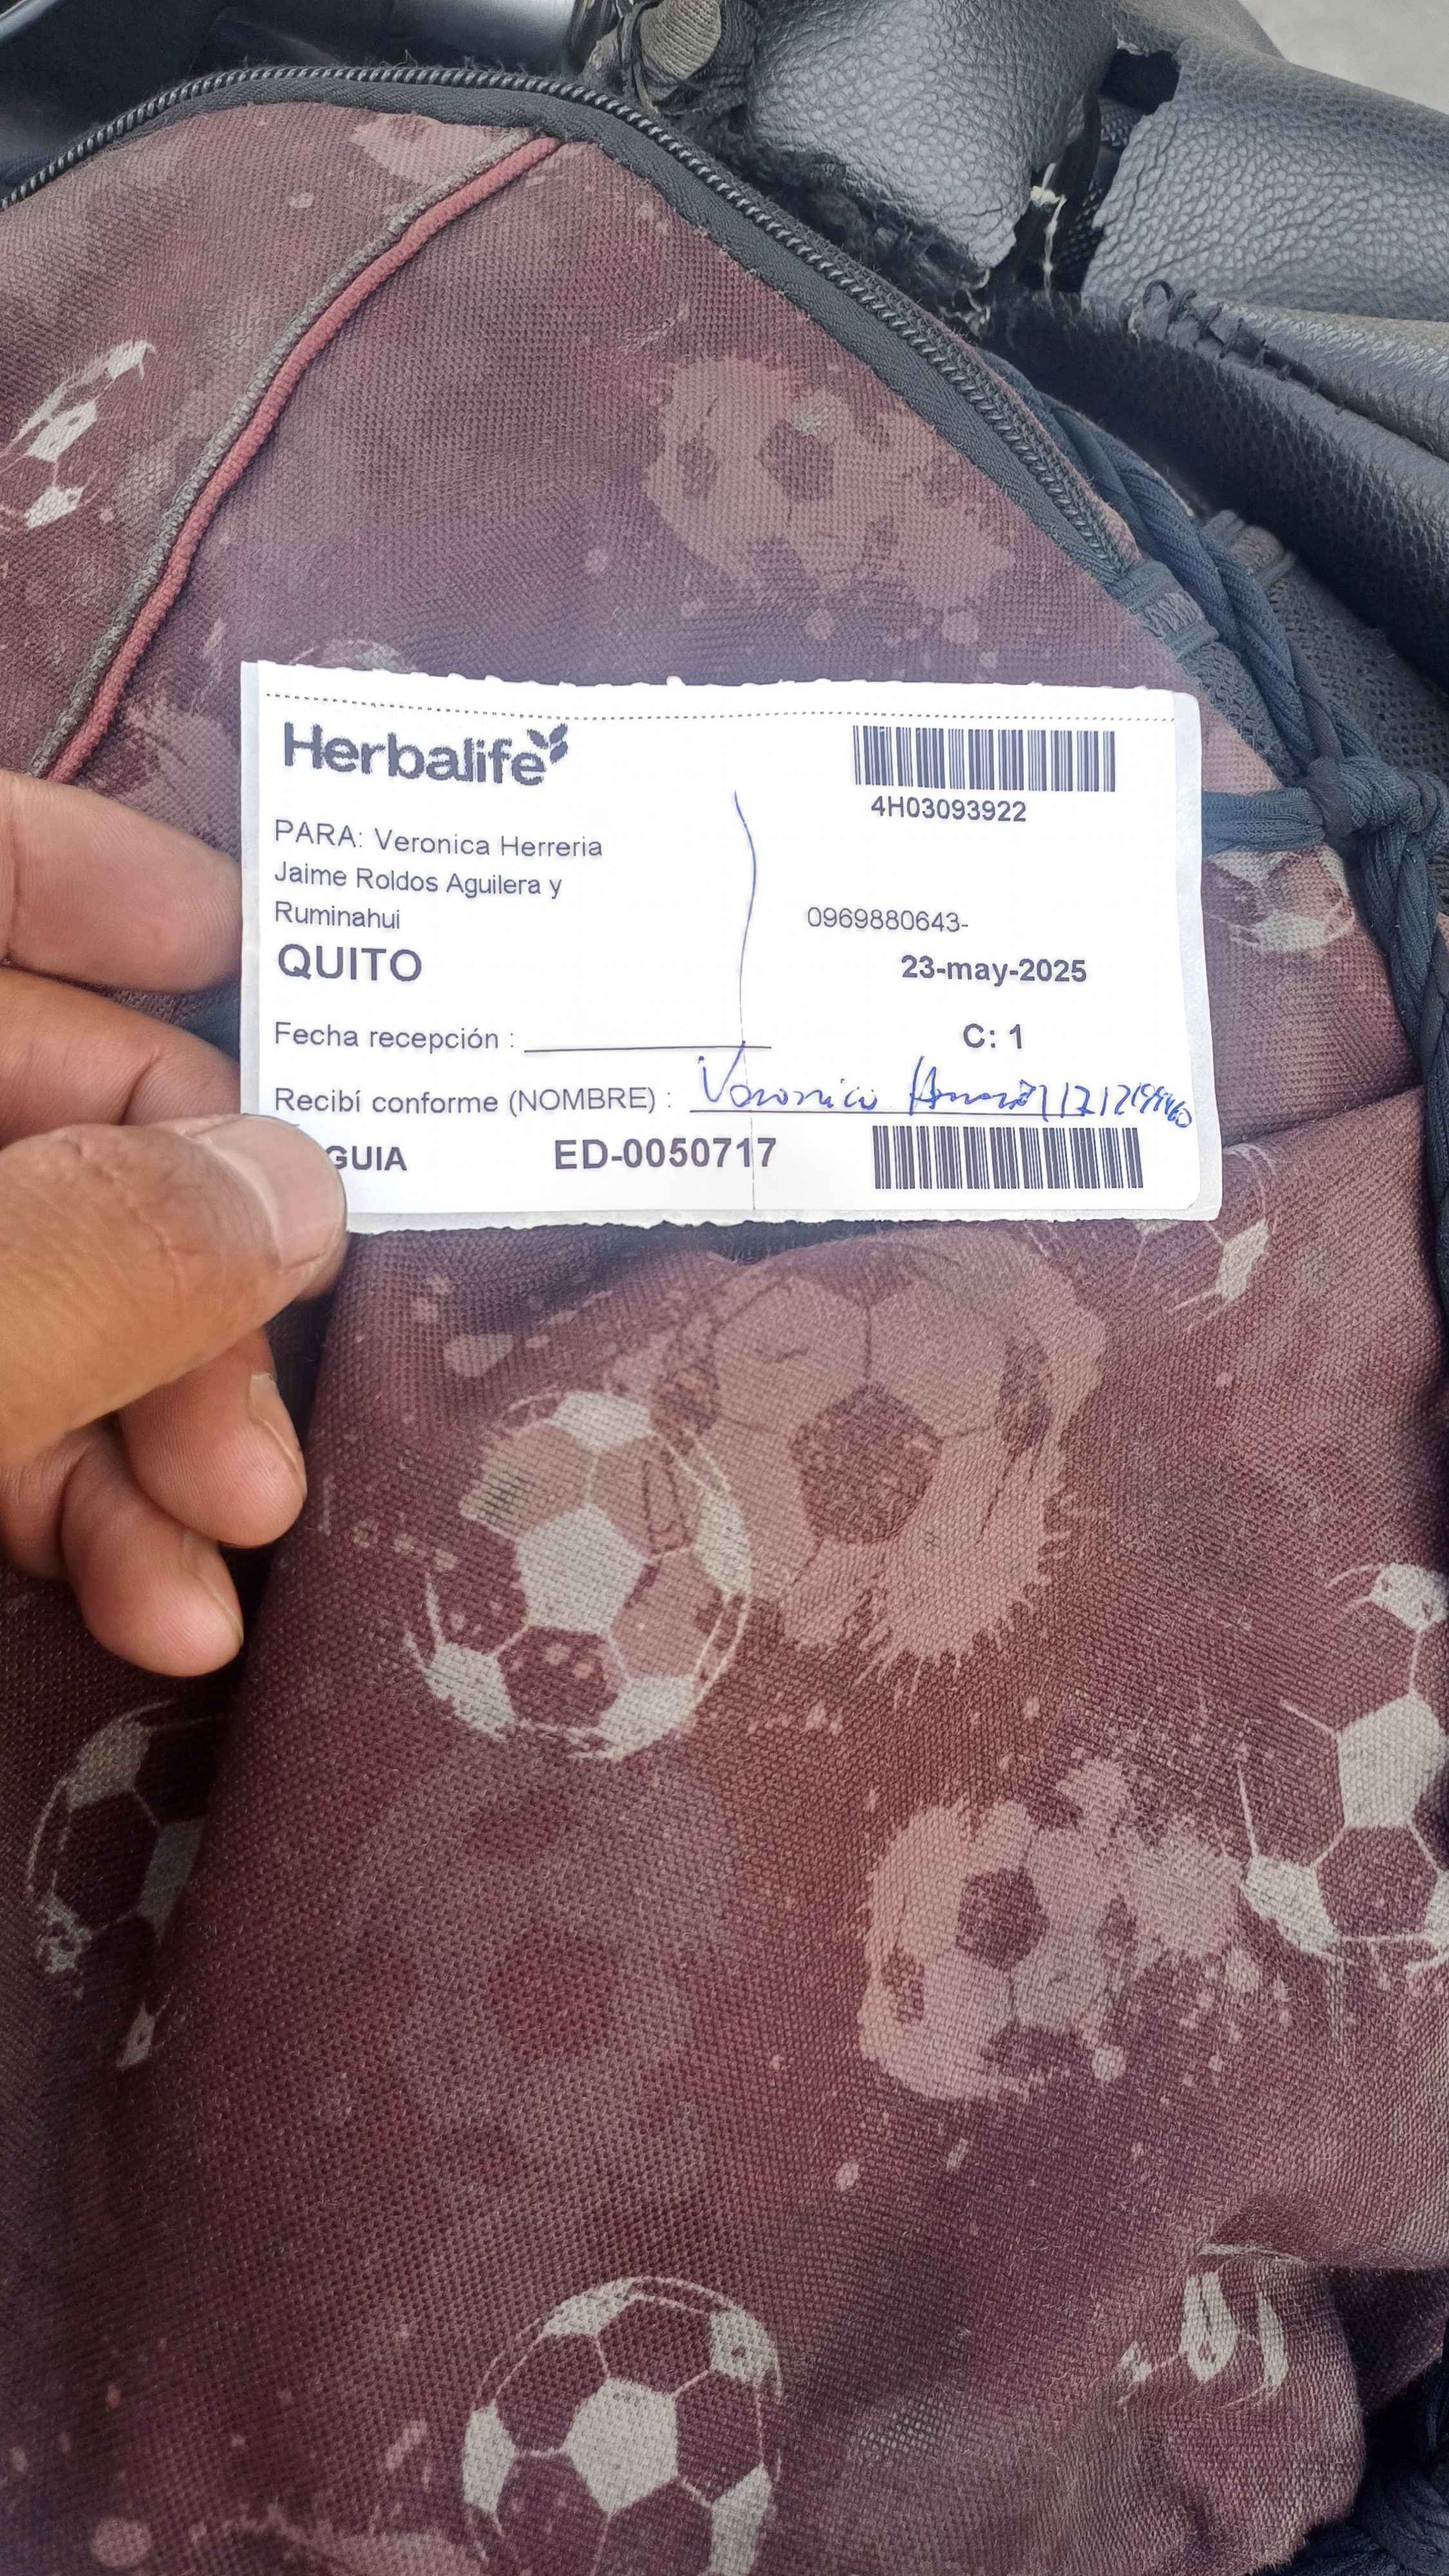 Herbalife
4H03093922
PARA: Veronica Herreria
Jaime Roldos Aguilera y
Ruminahui
0969880643-
QUITO
23-may-2025
Fecha recepción :
C: 1
Recibí conforme (NOMBRE) : Veronica
GUIA ED-0050717